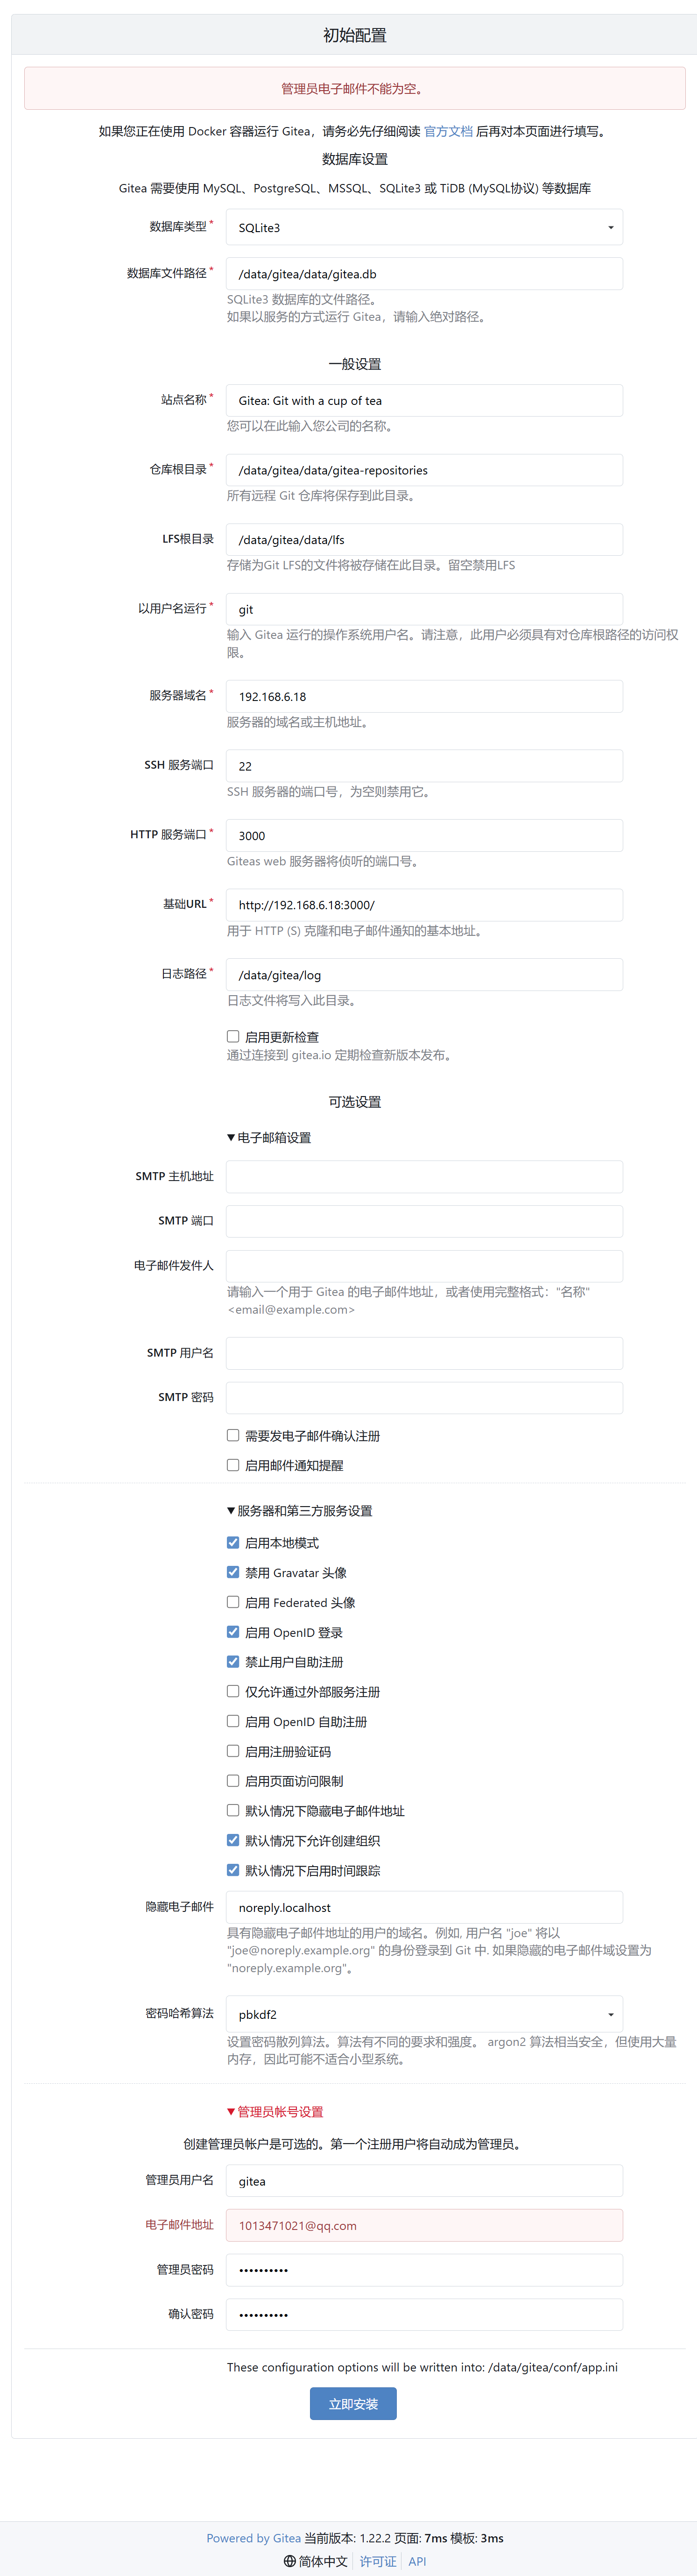 初始配置
管理员电子邮件不能为空。
如果您正在使用 Docker 容器运行 Gitea，请务必先仔细阅读 官方文档 后再对本页面进行填写。
数据库设置
Gitea 需要使用 MySQL、PostgreSQL、MSSQL、SQLite3 或 TiDB (MySQL协议) 等数据库
数据库类型* SQLite3
数据库文件路径* /data/gitea/data/gitea.db
SQLite3 数据库的文件路径。
如果以服务的方式运行 Gitea，请输入绝对路径。
一般设置
站点名称* Gitea: Git with a cup of tea
您可以在此输入您公司的名称。
仓库根目录* /data/gitea/data/gitea-repositories
所有远程 Git 仓库将保存到此目录。
LFS根目录 /data/gitea/data/lfs
存储为Git LFS的文件将被存储在此目录。留空禁用LFS
以用户名运行* git
输入 Gitea 运行的操作系统用户名。请注意，此用户必须具有对仓库根路径的访问权
限。
服务器域名* 192.168.6.18
服务器的域名或主机地址。
SSH 服务端口 22
SSH 服务器的端口号，为空则禁用它。
HTTP 服务端口* 3000
Giteas web 服务器将侦听的端口号。
基础URL* http://192.168.6.18:3000/
用于 HTTP (S) 克隆和电子邮件通知的基本地址。
日志路径* /data/gitea/log
日志文件将写入此目录。
启用更新检查
通过连接到 gitea.io 定期检查新版本发布。
可选设置
▼电子邮箱设置
SMTP 主机地址
SMTP 端口
电子邮件发件人
请输入一个用于 Gitea 的电子邮件地址，或者使用完整格式："名称"
<email@example.com>
SMTP 用户名
SMTP 密码
需要发电子邮件确认注册
启用邮件通知提醒
▼服务器和第三方服务设置
启用本地模式
禁用 Gravatar 头像
启用 Federated 头像
启用 OpenID 登录
禁止用户自助注册
仅允许通过外部服务注册
启用 OpenID 自助注册
启用注册验证码
启用页面访问限制
默认情况下隐藏电子邮件地址
默认情况下允许创建组织
默认情况下启用时间跟踪
隐藏电子邮件 noreply.localhost
具有隐藏电子邮件地址的用户的域名。例如, 用户名 "joe" 将以
"joe@noreply.example.org" 的身份登录到 Git 中. 如果隐藏的电子邮件域设置为
"noreply.example.org"。
密码哈希算法 pbkdf2
设置密码散列算法。算法有不同的要求和强度。 argon2 算法相当安全，但使用大量
内存，因此可能不适合小型系统。
▼管理员帐号设置
创建管理员帐户是可选的。第一个注册用户将自动成为管理员。
管理员用户名 gitea
电子邮件地址 1013471021@qq.com
管理员密码 ••••••••••
确认密码 ••••••••••
These configuration options will be written into: /data/gitea/conf/app.ini
立即安装
Powered by Gitea 当前版本: 1.22.2 页面: 7ms 模板: 3ms
简体中文 许可证 API